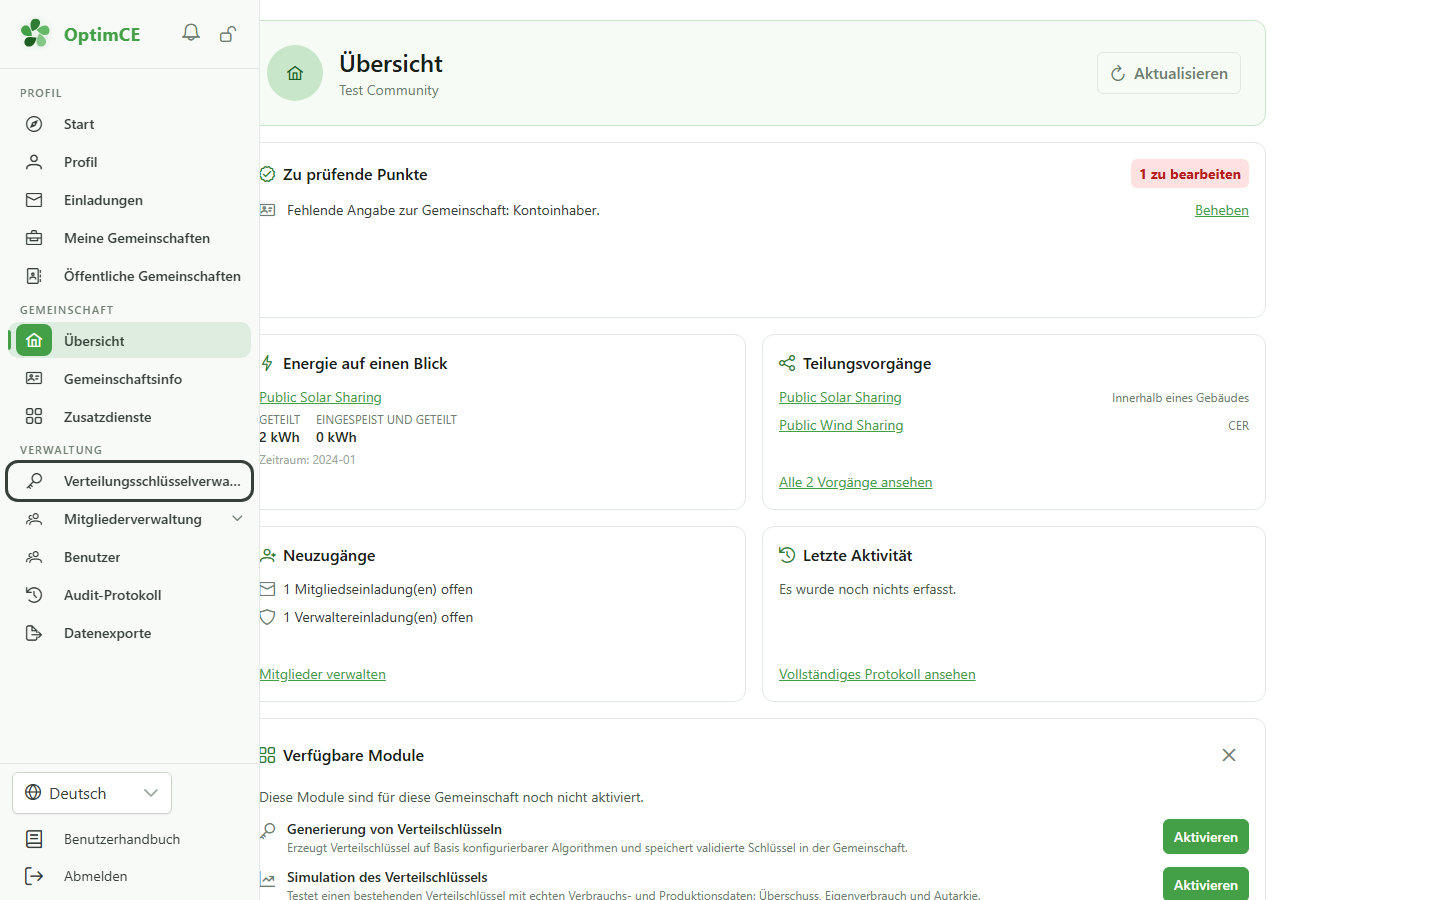 OptimCE
PROFIL
Start
Profil
Einladungen
Meine Gemeinschaften
Öffentliche Gemeinschaften
GEMEINSCHAFT
Übersicht
Gemeinschaftsinfo
Zusatzdienste
VERWALTUNG
Verteilungsschlüsselverwa...
Mitgliederverwaltung
Benutzer
Audit-Protokoll
Datenexporte
Deutsch
Benutzerhandbuch
Abmelden
Übersicht
Test Community
Aktualisieren
Zu prüfende Punkte
1 zu bearbeiten
Fehlende Angabe zur Gemeinschaft: Kontoinhaber.
Beheben
Energie auf einen Blick
Public Solar Sharing
GETEILT EINGESPEIST UND GETEILT
2 kWh 0 kWh
Zeitraum: 2024-01
Teilungsvorgänge
Public Solar Sharing Innerhalb eines Gebäudes
Public Wind Sharing CER
Alle 2 Vorgänge ansehen
Neuzugänge
1 Mitgliedseinladung(en) offen
1 Verwaltereinladung(en) offen
Mitglieder verwalten
Letzte Aktivität
Es wurde noch nichts erfasst.
Vollständiges Protokoll ansehen
Verfügbare Module
Diese Module sind für diese Gemeinschaft noch nicht aktiviert.
Generierung von Verteilschlüsseln
Erzeugt Verteilschlüssel auf Basis konfigurierbarer Algorithmen und speichert validierte Schlüssel in der Gemeinschaft.
Aktivieren
Simulation des Verteilschlüssels
Testet einen bestehenden Verteilschlüssel mit echten Verbrauchs- und Produktionsdaten: Überschuss, Eigenverbrauch und Autarkie.
Aktivieren